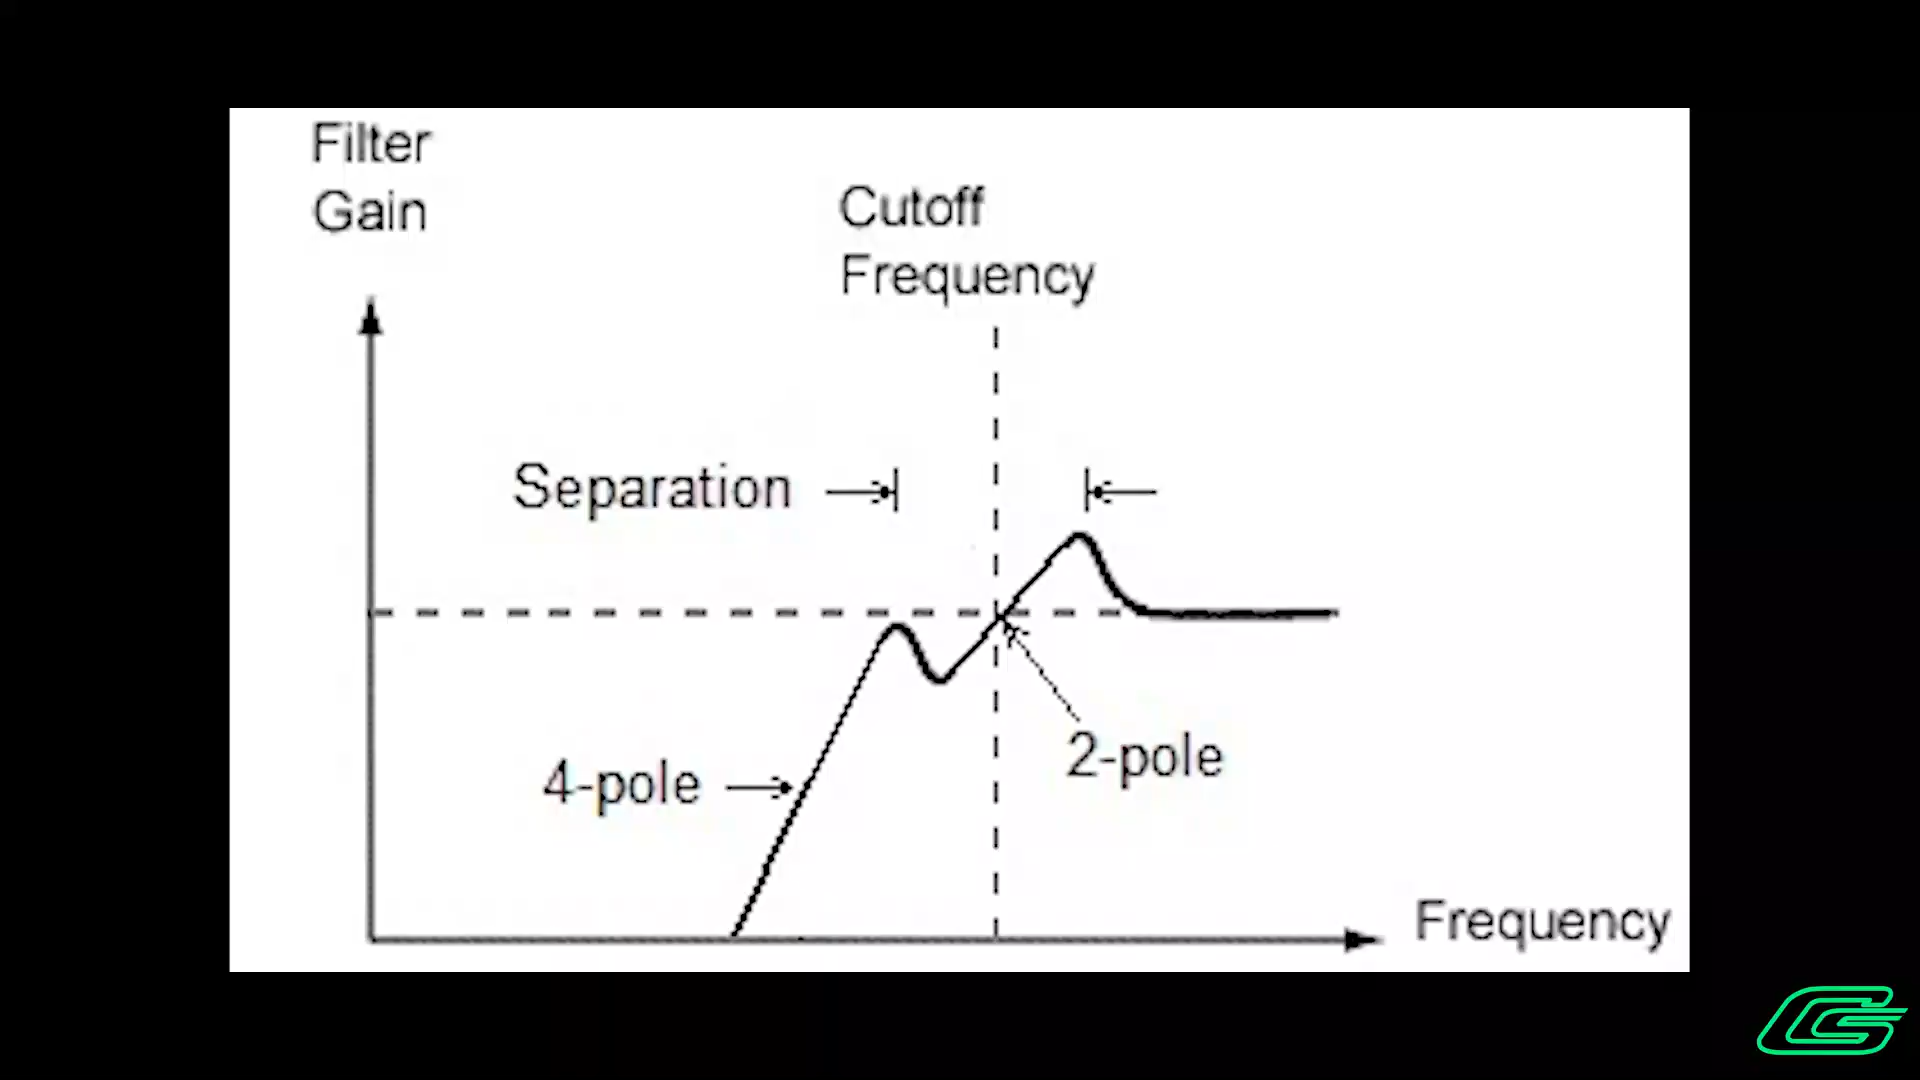 Filter
Gain
Cutoff
Frequency
Separation
2-pole
4-pole
Frequency